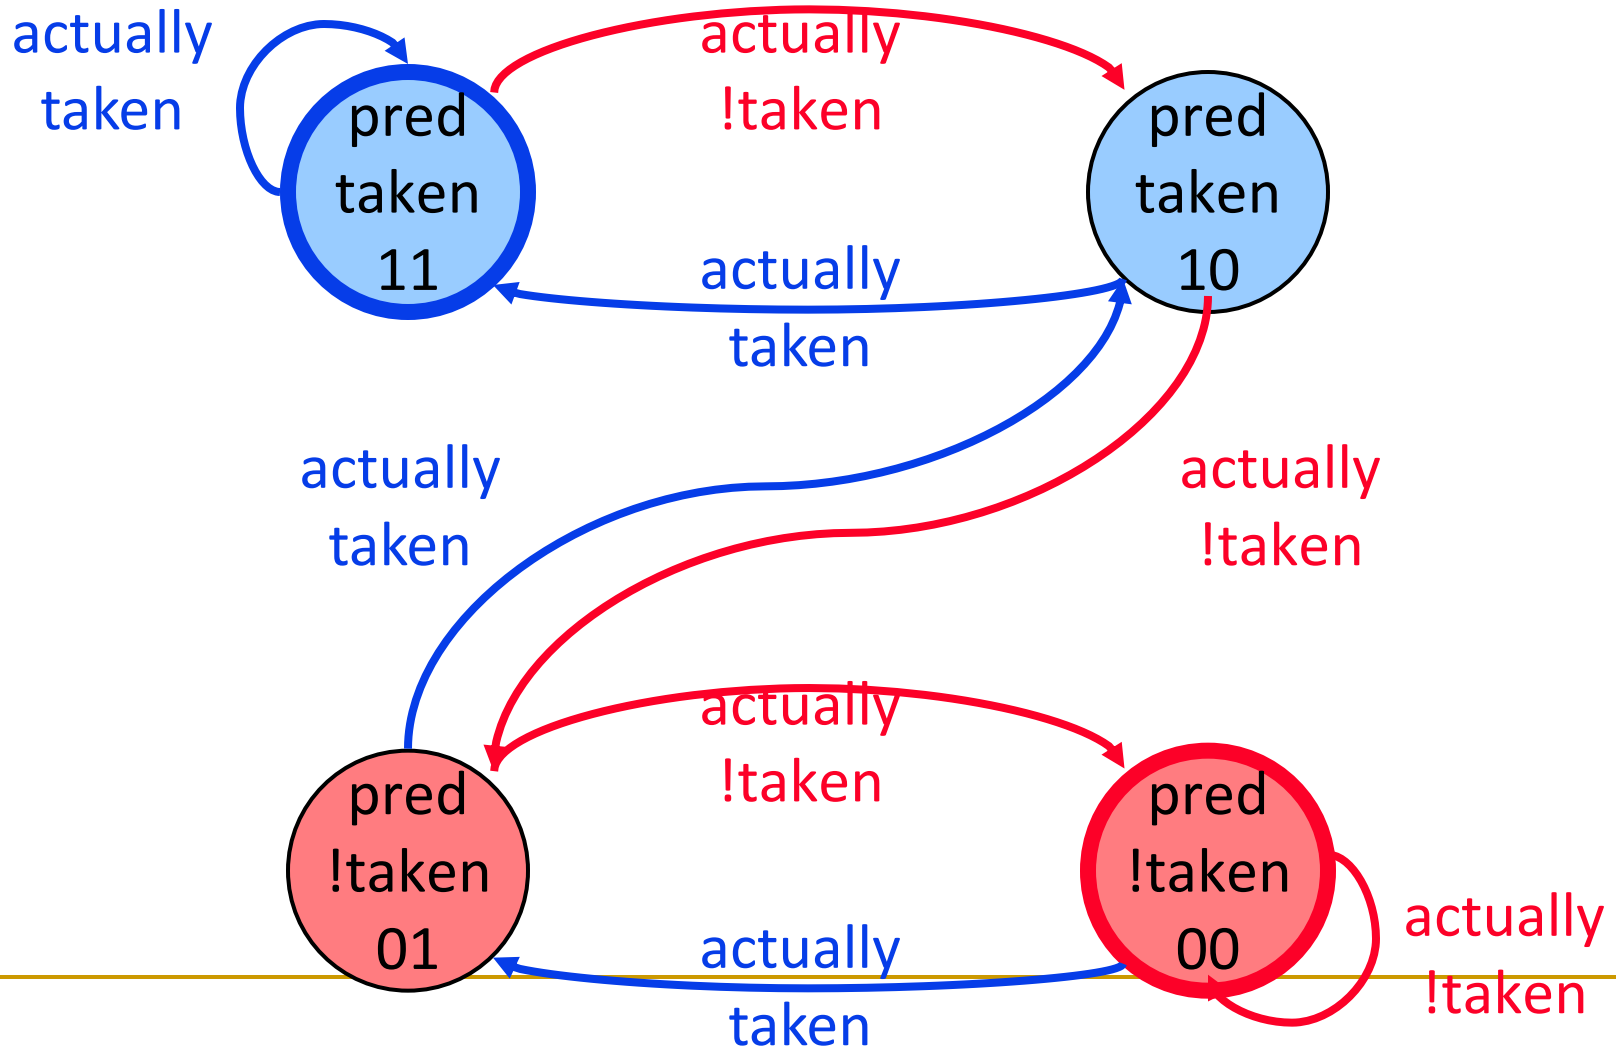 actually
taken
actually
!taken
pred
taken
11
pred
taken
10
actually
taken
actually
taken
actually
!taken
actually
!taken
pred
!taken
01
pred
!taken
00
actually
taken
actually
!taken